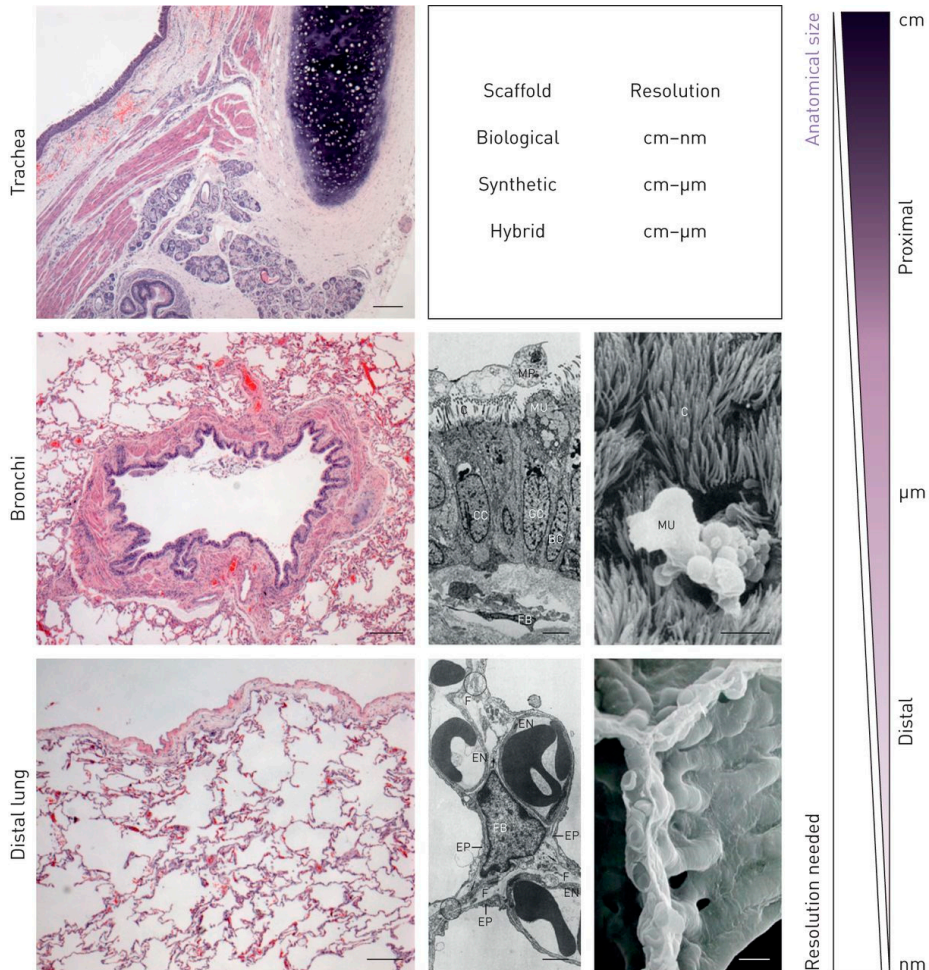 Trachea
Scaffold Resolution
Biological cm–nm
Synthetic cm–μm
Hybrid cm–μm
Anatomical size
cm
Proximal
Bronchi
MP
C
MU
CC
GC
BC
FB
C
MU
μm
Distal lung
F
EN
EN
FB
EP
EP
F
F
EN
EP
Distal
Resolution needed
nm